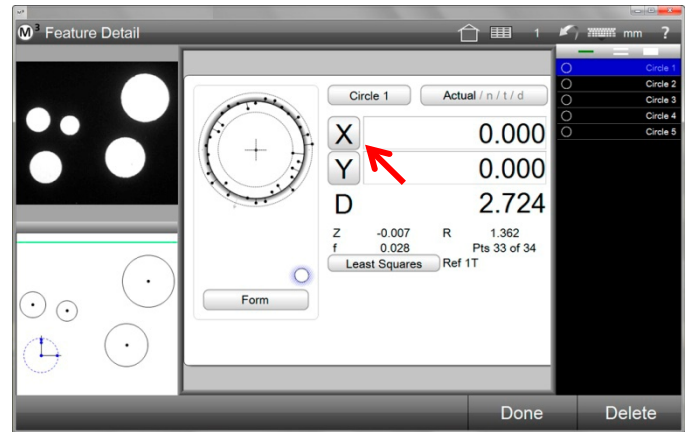 M³ Feature Detail 1 mm ?
Circle 1 Actual / n / t / d
X 0.000
Y 0.000
D 2.724
Z -0.007 R 1.362
f 0.028 Pts 33 of 34
Least Squares Ref 1T
Form
Circle 1
Circle 2
Circle 3
Circle 4
Circle 5
Done Delete